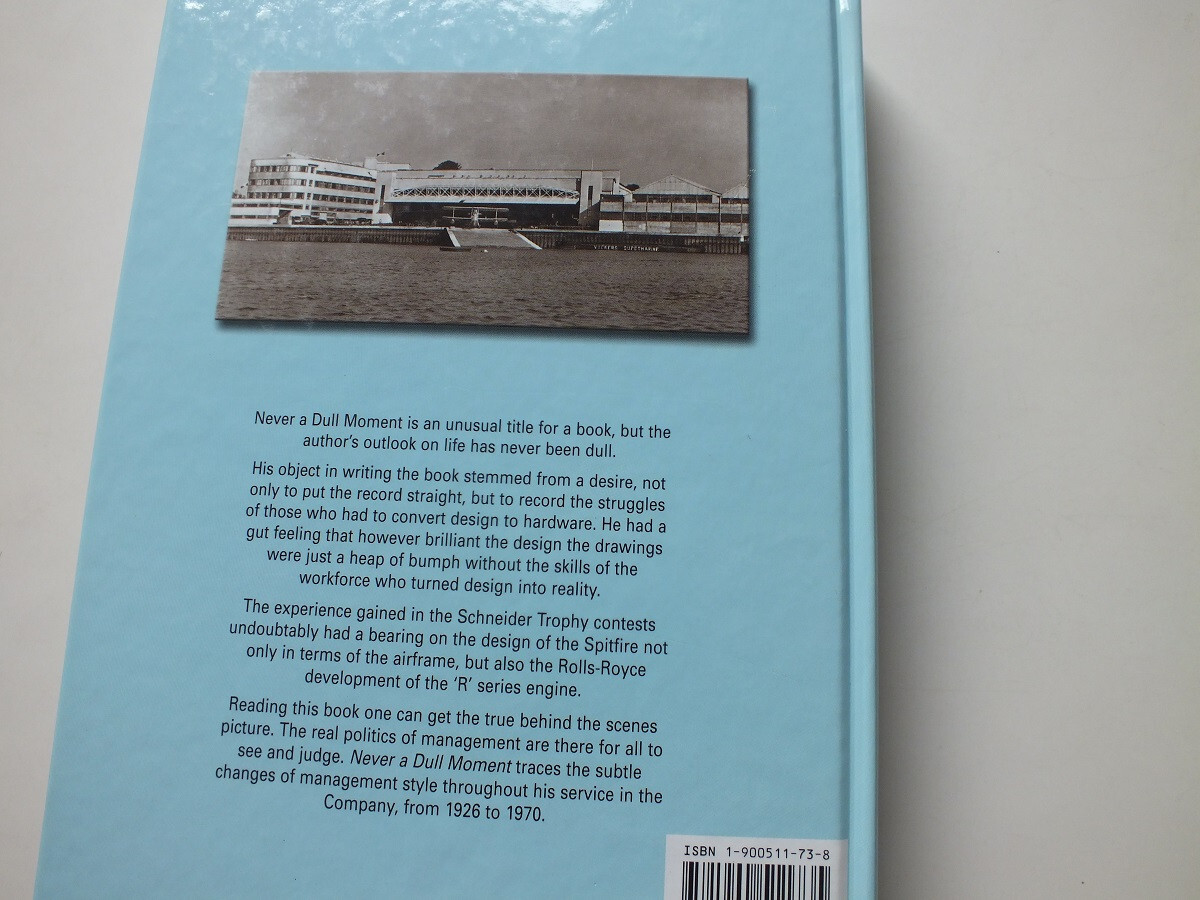 VICKERS SUPERMARINE
Never a Dull Moment is an unusual title for a book, but the
author's outlook on life has never been dull.
His object in writing the book stemmed from a desire, not
only to put the record straight, but to record the struggles
of those who had to convert design to hardware. He had a
gut feeling that however brilliant the design the drawings
were just a heap of bumph without the skills of the
workforce who turned design into reality.
The experience gained in the Schneider Trophy contests
undoubtably had a bearing on the design of the Spitfire not
only in terms of the airframe, but also the Rolls-Royce
development of the ‘R’ series engine.
Reading this book one can get the true behind the scenes
picture. The real politics of management are there for all to
see and judge. Never a Dull Moment traces the subtle
changes of management style throughout his service in the
Company, from 1926 to 1970.
ISBN 1-900511-73-8